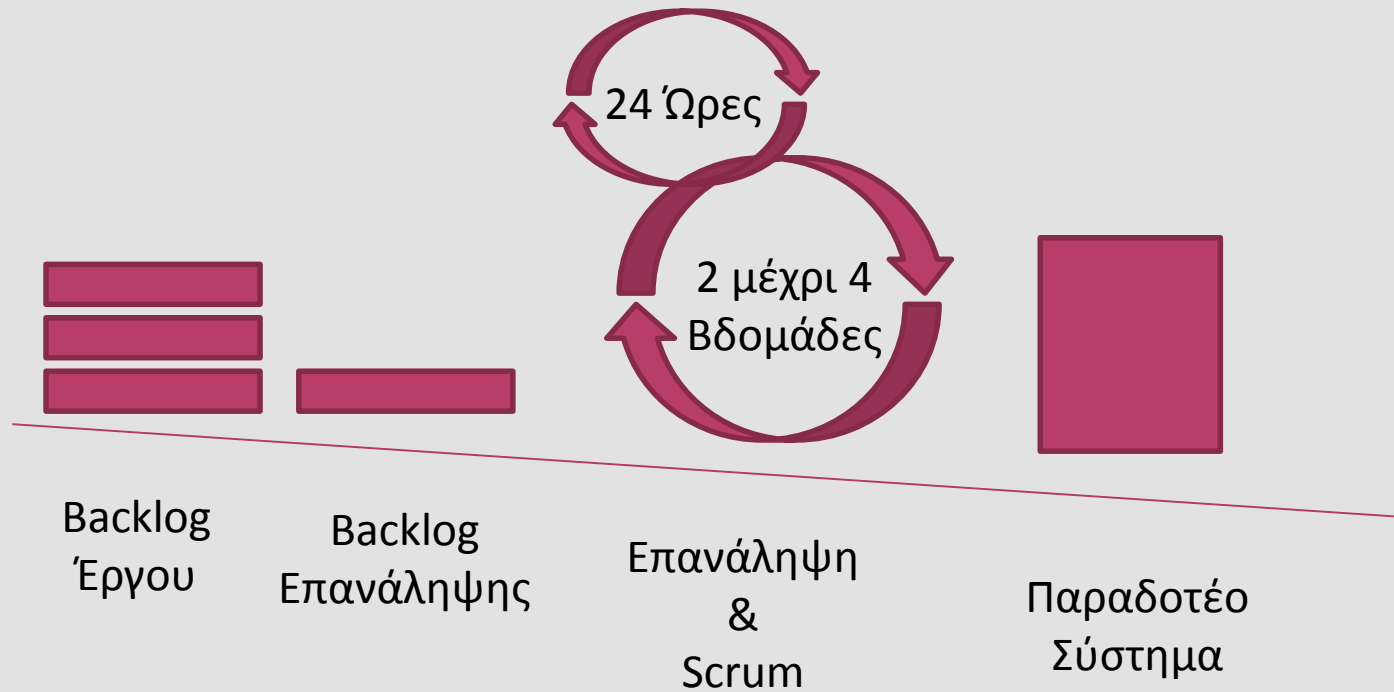 24 Ώρες
2 μέχρι 4
Βδομάδες
Backlog
Έργου
Backlog
Επανάληψης
Επανάληψη
&
Scrum
Παραδοτέο
Σύστημα